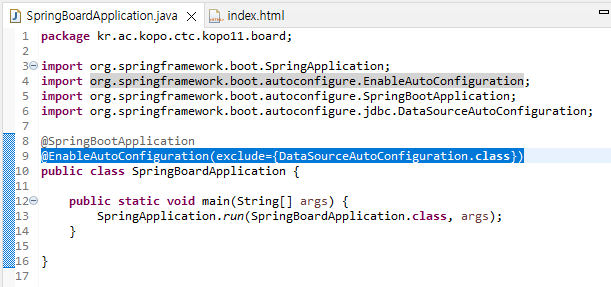 SpringBoardApplication.java index.html
1 package kr.ac.kopo.ctc.kopo11.board;
2
3 import org.springframework.boot.SpringApplication;
4 import org.springframework.boot.autoconfigure.EnableAutoConfiguration;
5 import org.springframework.boot.autoconfigure.SpringBootApplication;
6 import org.springframework.boot.autoconfigure.jdbc.DataSourceAutoConfiguration;
7
8 @SpringBootApplication
9 @EnableAutoConfiguration(exclude={DataSourceAutoConfiguration.class})
10 public class SpringBoardApplication {
11
12 public static void main(String[] args) {
13 SpringApplication.run(SpringBoardApplication.class, args);
14 }
15
16 }
17